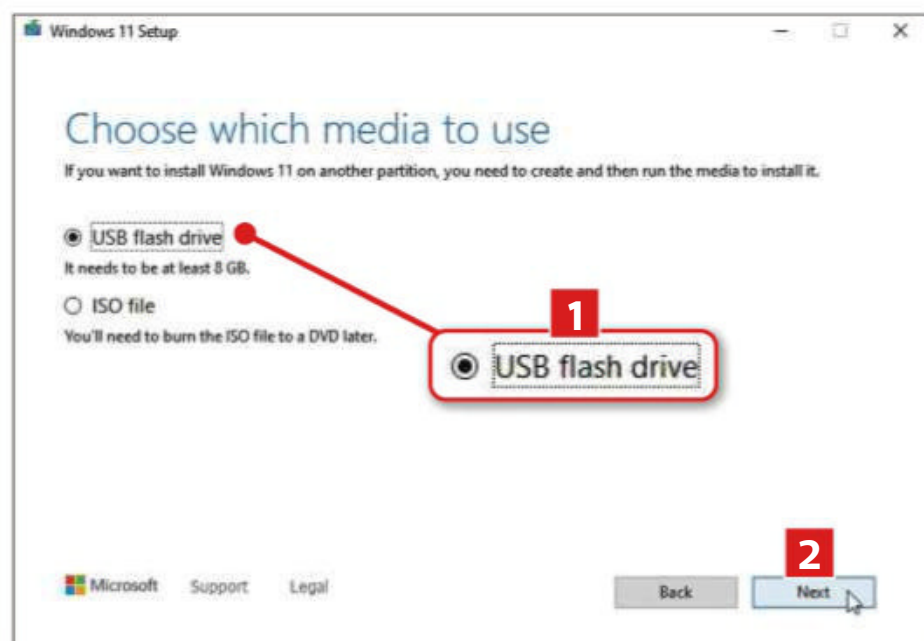 Windows 11 Setup
Choose which media to use
If you want to install Windows 11 on another partition, you need to create and then run the media to install it.
USB flash drive
It needs to be at least 8 GB.
ISO file
You'll need to burn the ISO file to a DVD later.
1
USB flash drive
2
Microsoft Support Legal Back Next